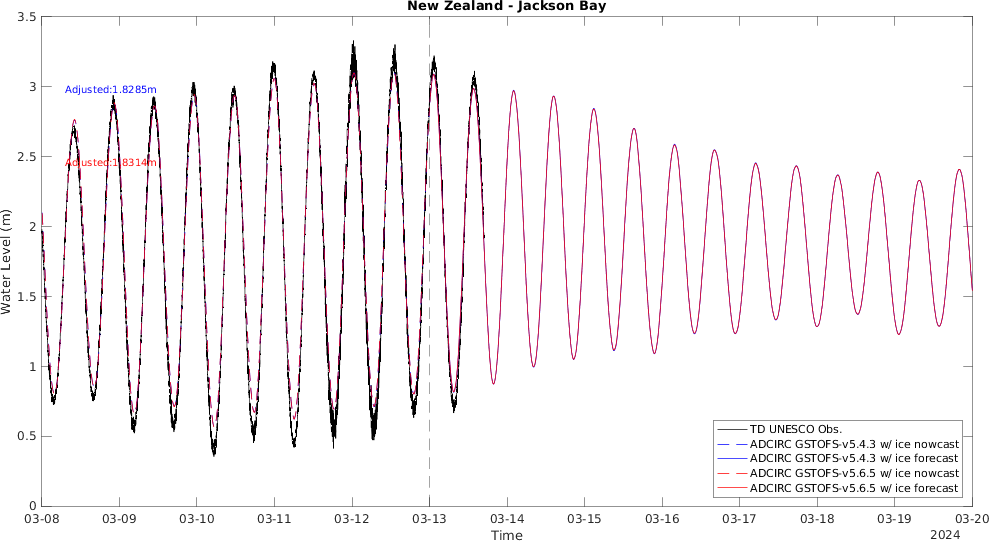 New Zealand - Jackson Bay
3.5
3
2.5
2
1.5
1
0.5
0
Water Level (m)
Adjusted:1.8285m
Adjusted:1.8314m
TD UNESCO Obs.
ADCIRC GSTOFS-v5.4.3 w/ ice nowcast
ADCIRC GSTOFS-v5.4.3 w/ ice forecast
ADCIRC GSTOFS-v5.6.5 w/ ice nowcast
ADCIRC GSTOFS-v5.6.5 w/ ice forecast
03-08 03-09 03-10 03-11 03-12 03-13 03-14 03-15 03-16 03-17 03-18 03-19 03-20
Time
2024